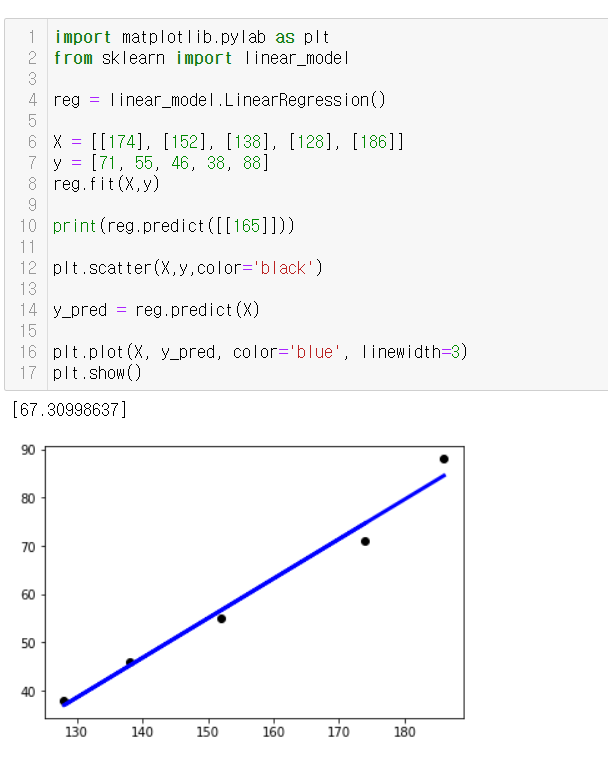 1 import matplotlib.pylab as plt
2 from sklearn import linear_model
3
4 reg = linear_model.LinearRegression()
5
6 X = [[174], [152], [138], [128], [186]]
7 y = [71, 55, 46, 38, 88]
8 reg.fit(X,y)
9
10 print(reg.predict([[165]]))
11
12 plt.scatter(X,y,color='black')
13
14 y_pred = reg.predict(X)
15
16 plt.plot(X, y_pred, color='blue', linewidth=3)
17 plt.show()
[67.30998637]
90
80
70
60
50
40
130 140 150 160 170 180